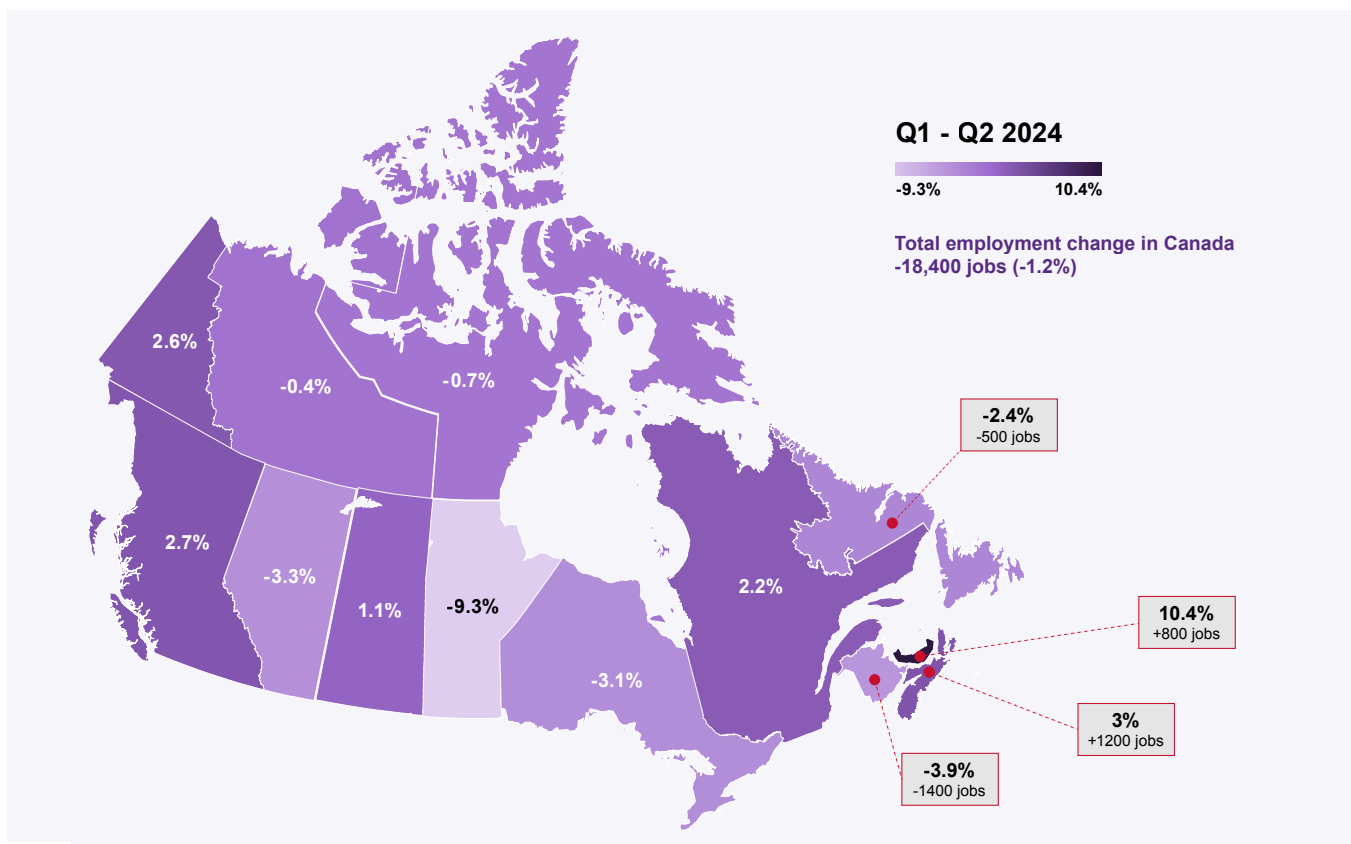 Q1 - Q2 2024
-9.3% 10.4%
Total employment change in Canada
-18,400 jobs (-1.2%)
2.6%
-0.4%
-0.7%
-2.4%
-500 jobs
2.7%
-3.3%
1.1%
-9.3%
2.2%
-3.1%
10.4%
+800 jobs
3%
+1200 jobs
-3.9%
-1400 jobs